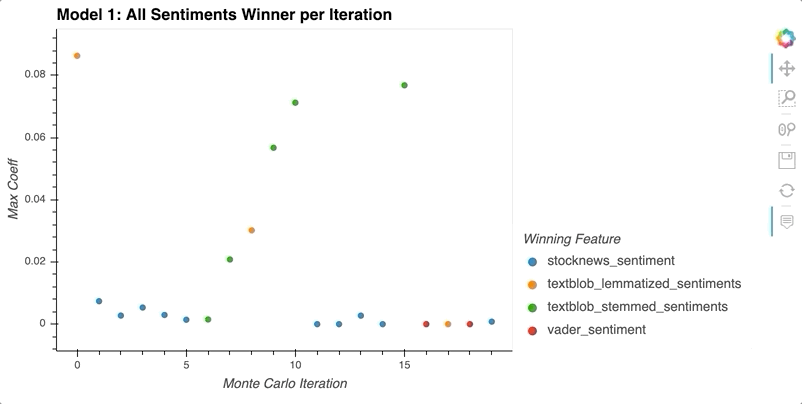 Model 1: All Sentiments Winner per Iteration
Max Coeff
0.08
0.06
0.04
0.02
0
0 5 10 15
Monte Carlo Iteration
Winning Feature
stocknews_sentiment
textblob_lemmatized_sentiments
textblob_stemmed_sentiments
vader_sentiment